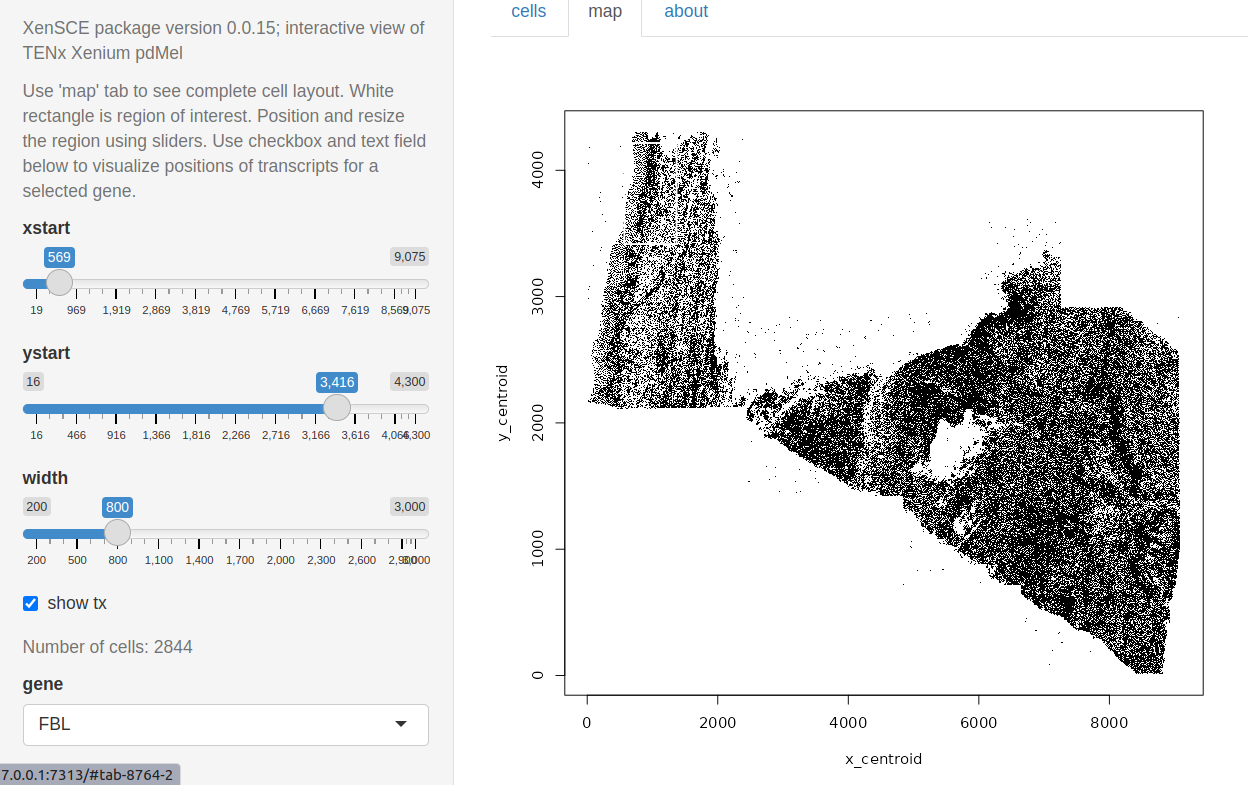 XenSCE package version 0.0.15; interactive view of
TENx Xenium pdMel
Use 'map' tab to see complete cell layout. White
rectangle is region of interest. Position and resize
the region using sliders. Use checkbox and text field
below to visualize positions of transcripts for a
selected gene.
xstart
569 9,075
19 969 1,919 2,869 3,819 4,769 5,719 6,669 7,619 8,569 9,075
ystart
16 3,416 4,300
16 466 916 1,366 1,816 2,266 2,716 3,166 3,616 4,066 4,300
width
200 800 3,000
200 500 800 1,100 1,400 1,700 2,000 2,300 2,600 2,900 3,000
show tx
Number of cells: 2844
gene
FBL
7.0.0.1:7313/#tab-8764-2
cells map about
4000
3000
2000
1000
0
y_centroid
0 2000 4000 6000 8000
x_centroid